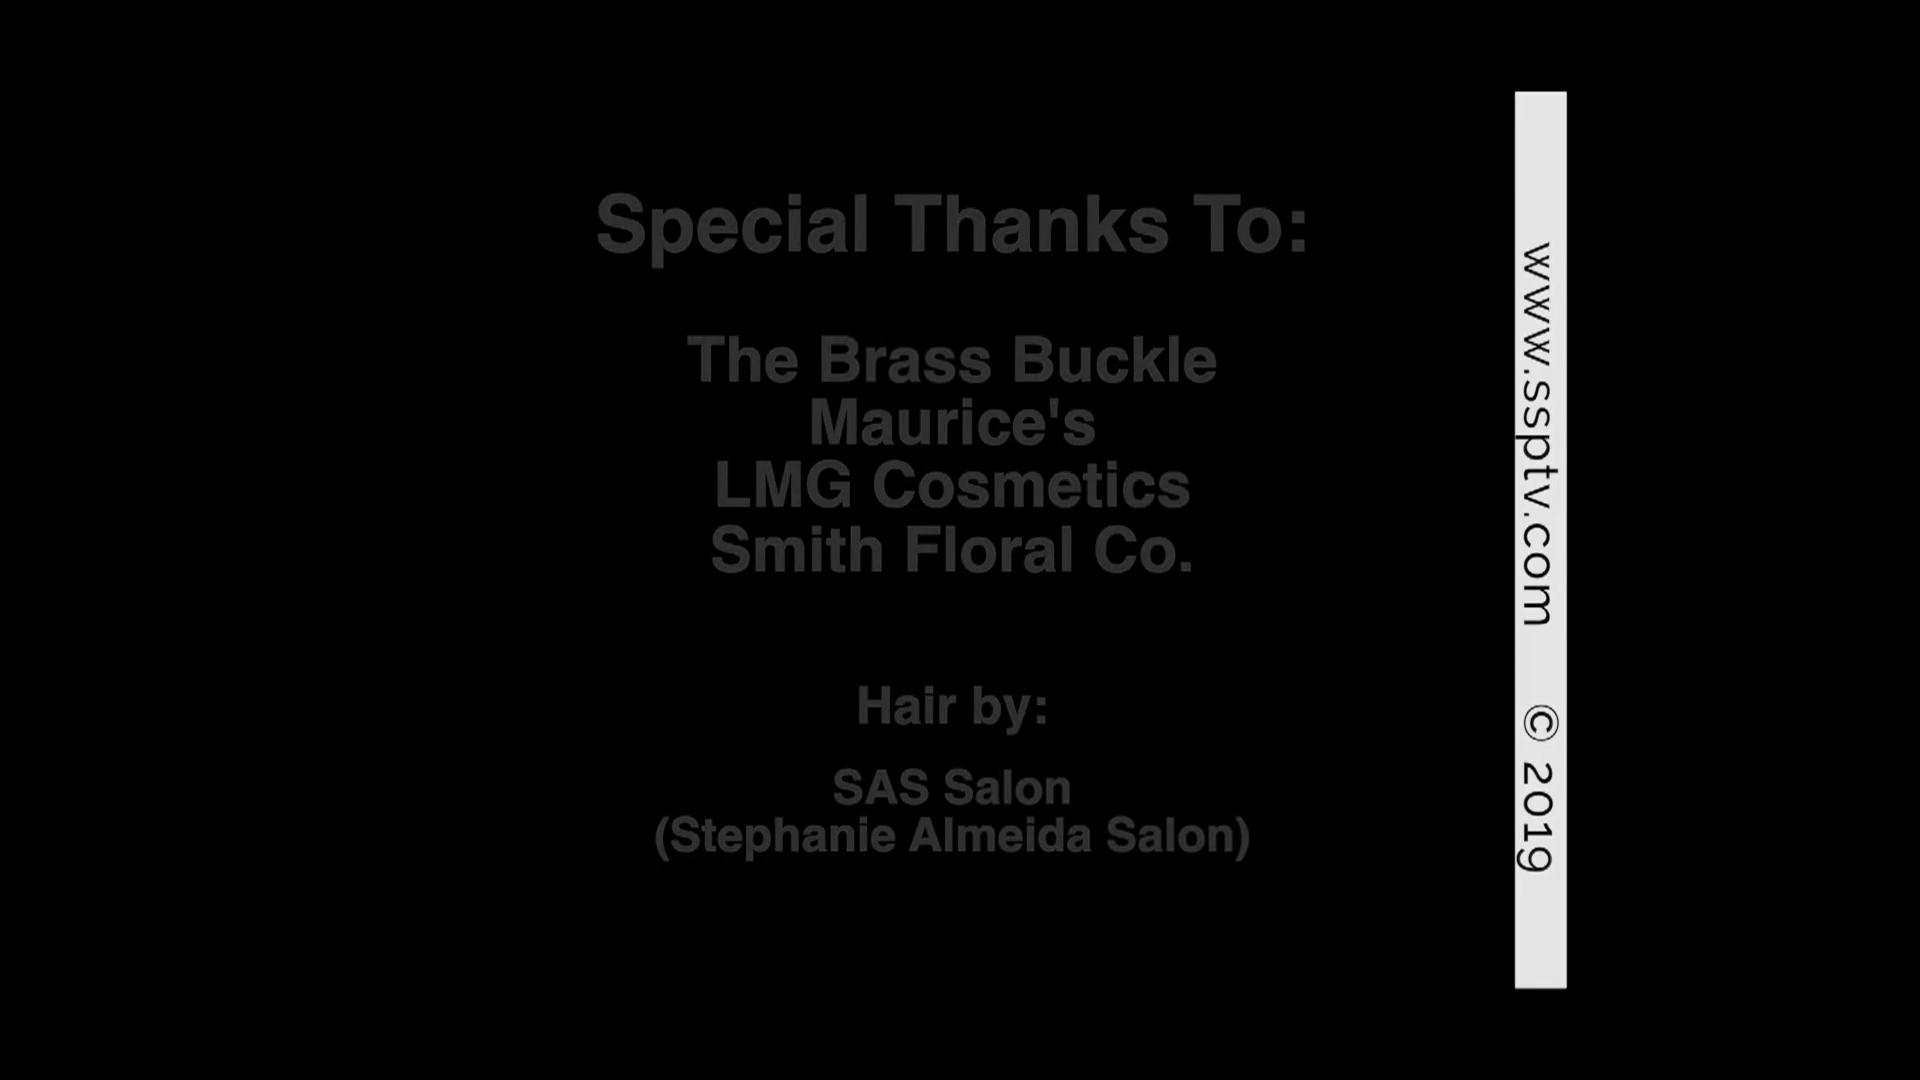 Special Thanks To:
The Brass Buckle
Maurice's
LMG Cosmetics
Smith Floral Co.
Hair by:
SAS Salon
(Stephanie Almeida Salon)
www.ssptv.com © 2019